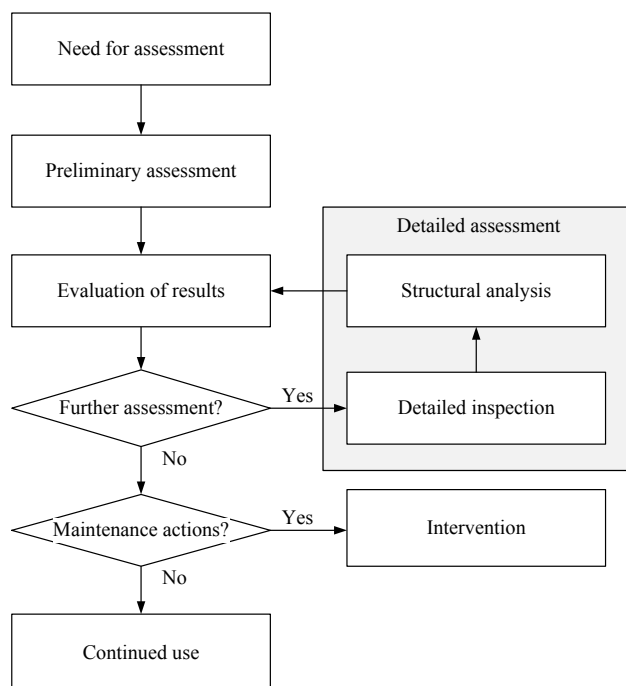 Need for assessment
Preliminary assessment
Detailed assessment
Evaluation of results
Structural analysis
Further assessment?
Yes
Detailed inspection
No
Maintenance actions?
Yes
Intervention
No
Continued use